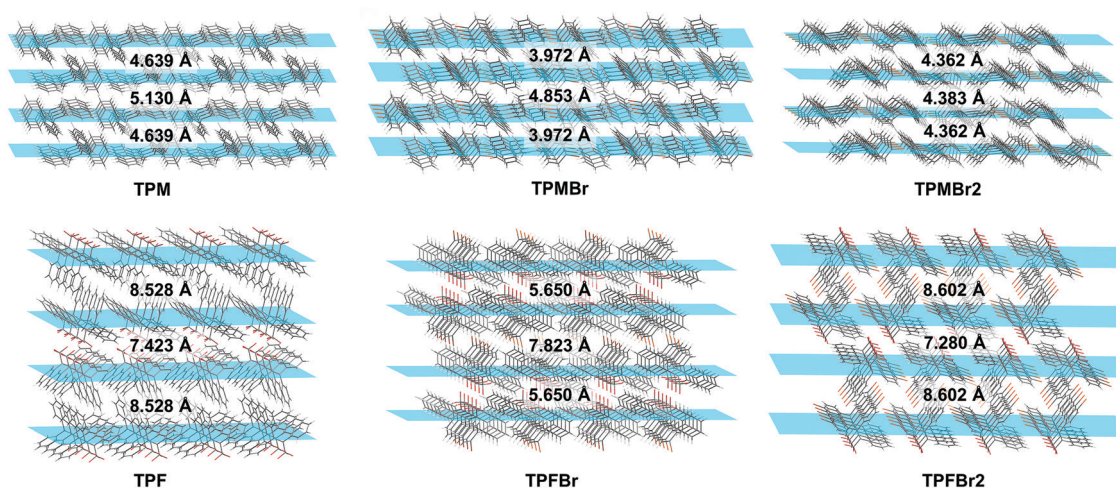 4.639 Å
5.130 Å
4.639 Å
TPM
3.972 Å
4.853 Å
3.972 Å
TPMBr
4.362 Å
4.383 Å
4.362 Å
TPMBr2
8.528 Å
7.423 Å
8.528 Å
TPF
5.650 Å
7.823 Å
5.650 Å
TPFBr
8.602 Å
7.280 Å
8.602 Å
TPFBr2